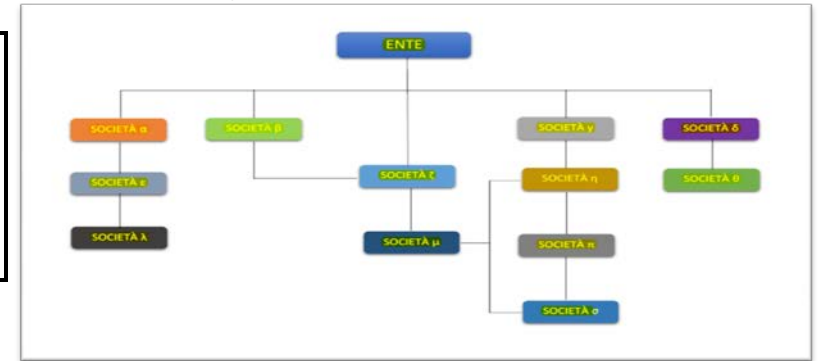 ENTE
SOCIETÀ α
SOCIETÀ β
SOCIETÀ γ
SOCIETÀ δ
SOCIETÀ ε
SOCIETÀ ζ
SOCIETÀ η
SOCIETÀ θ
SOCIETÀ λ
SOCIETÀ μ
SOCIETÀ π
SOCIETÀ σ